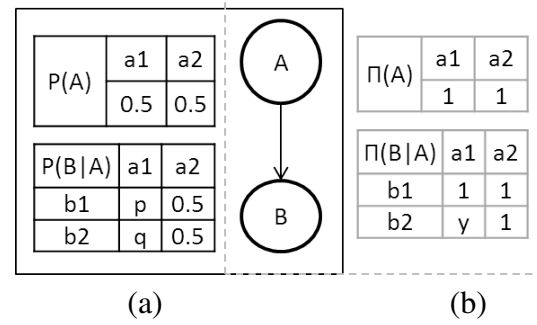 P(A) a1 a2
0.5 0.5
P(B|A) a1 a2
b1 p 0.5
b2 q 0.5
A
B
Π(A) a1 a2
1 1
Π(B|A) a1 a2
b1 1 1
b2 y 1
(a)
(b)